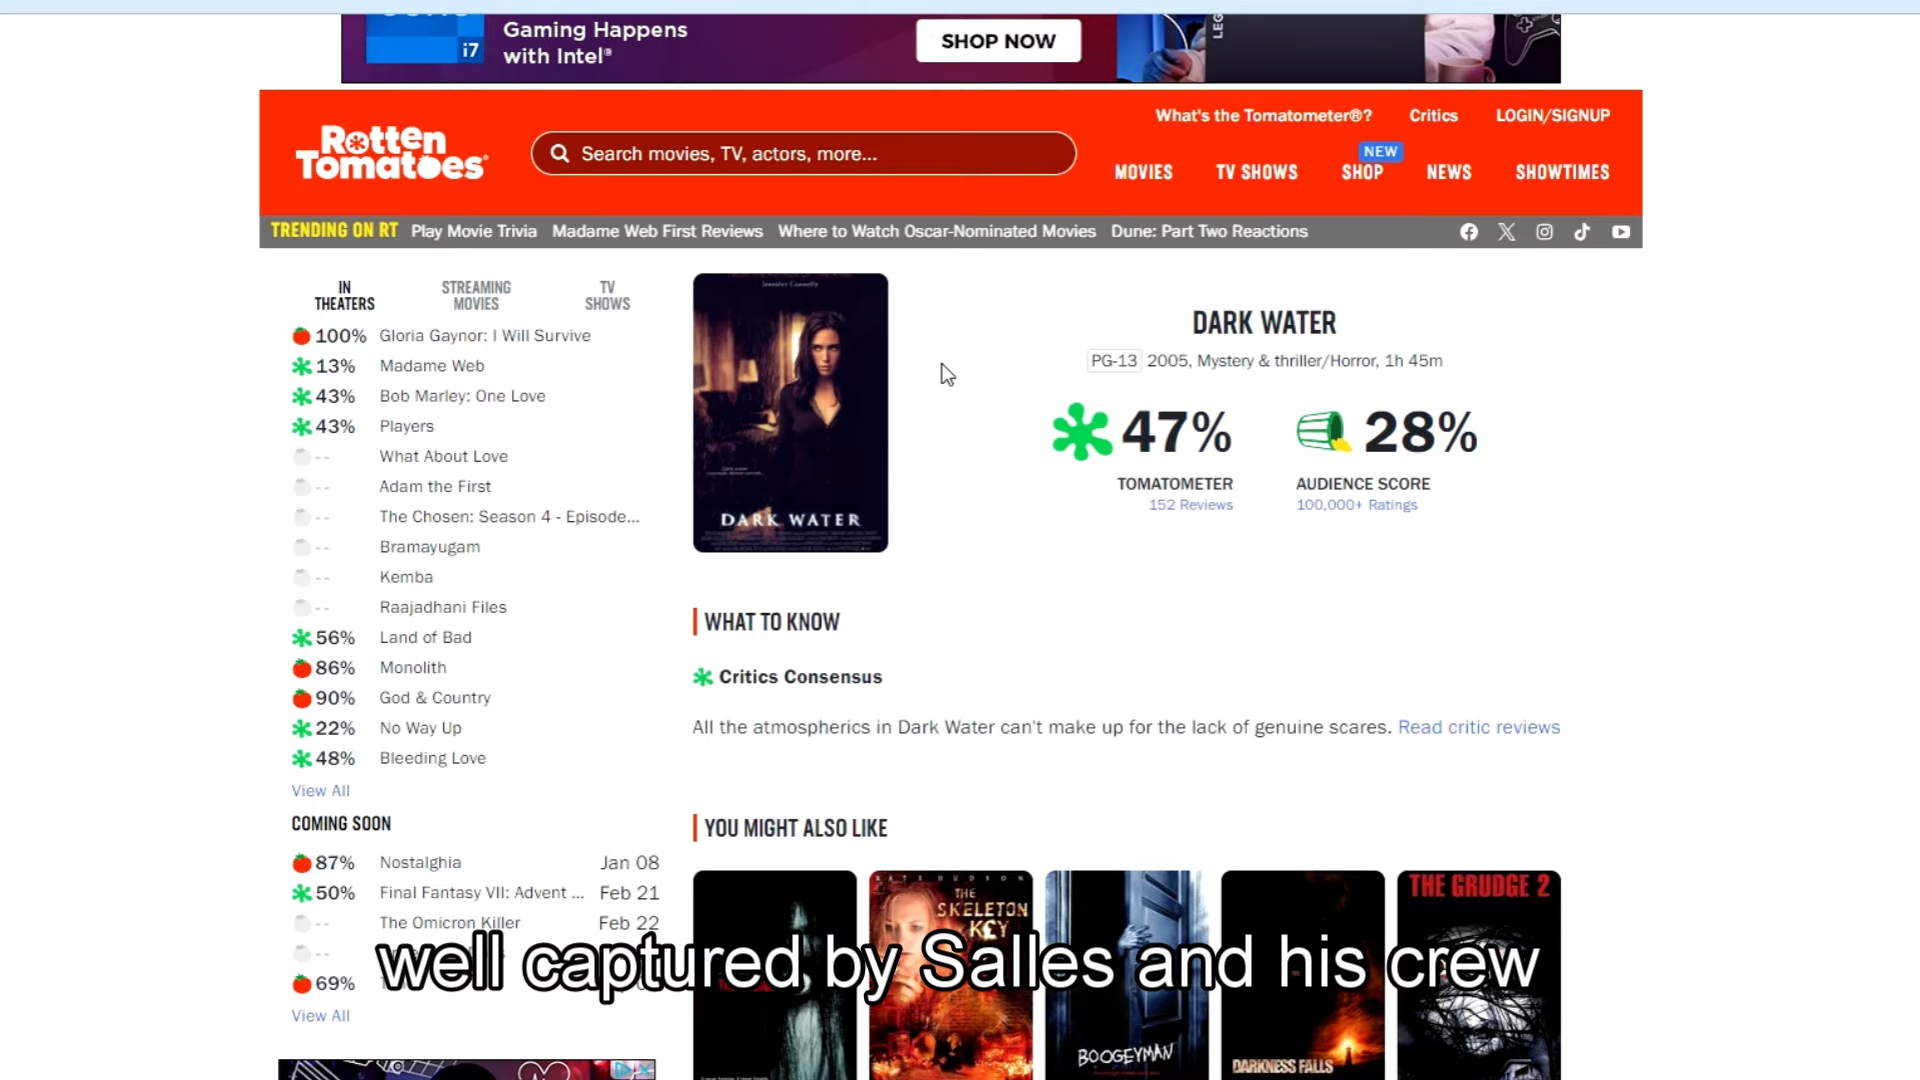 i7
Gaming Happens
with Intel®
SHOP NOW
LEG
Rotten
Tomatoes®
Search movies, TV, actors, more...
What's the Tomatometer®?
Critics
LOGIN/SIGNUP
MOVIES
TV SHOWS
NEW
SHOP
NEWS
SHOWTIMES
TRENDING ON RT
Play Movie Trivia
Madame Web First Reviews
Where to Watch Oscar-Nominated Movies
Dune: Part Two Reactions
IN
THEATERS
STREAMING
MOVIES
TV
SHOWS
100% Gloria Gaynor: I Will Survive
13% Madame Web
43% Bob Marley: One Love
43% Players
-- What About Love
-- Adam the First
-- The Chosen: Season 4 - Episode...
-- Bramayugam
-- Kemba
-- Raajadhani Files
56% Land of Bad
86% Monolith
90% God & Country
22% No Way Up
48% Bleeding Love
View All
COMING SOON
87% Nostalghia Jan 08
50% Final Fantasy VII: Advent ... Feb 21
-- The Omicron Killer Feb 22
--
69%
View All
Jennifer Connelly
DARK WATER
DARK WATER
PG-13 2005, Mystery & thriller/Horror, 1h 45m
47%
TOMATOMETER
152 Reviews
28%
AUDIENCE SCORE
100,000+ Ratings
WHAT TO KNOW
Critics Consensus
All the atmospherics in Dark Water can't make up for the lack of genuine scares. Read critic reviews
YOU MIGHT ALSO LIKE
KATE HUDSON
THE
SKELETON
KEY
BOOGEYMAN
DARKNESS FALLS
THE GRUDGE 2
well captured by Salles and his crew